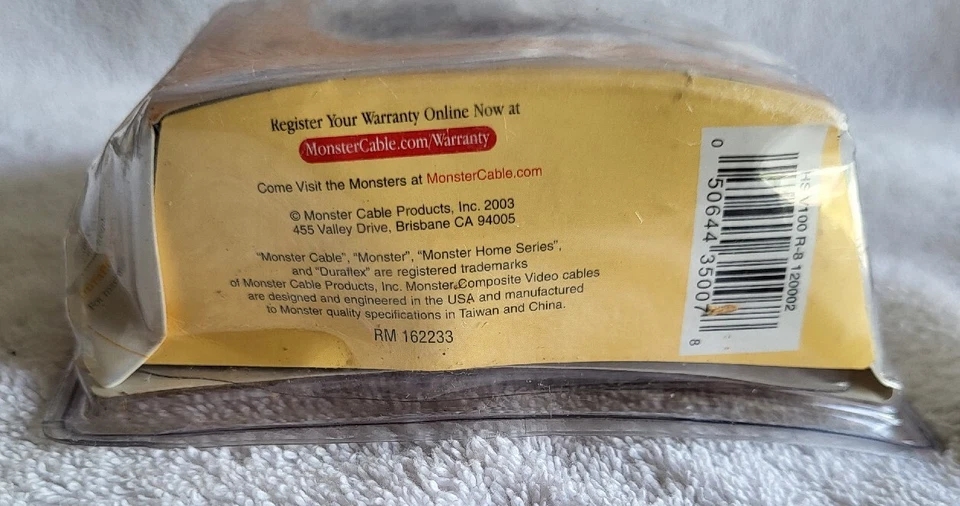 Register Your Warranty Online Now at
MonsterCable.com/Warranty
Come Visit the Monsters at MonsterCable.com
© Monster Cable Products, Inc. 2003
455 Valley Drive, Brisbane CA 94005
"Monster Cable", "Monster", "Monster Home Series",
and "Duraflex" are registered trademarks
of Monster Cable Products, Inc. Monster Composite Video cables
are designed and engineered in the USA and manufactured
to Monster quality specifications in Taiwan and China.
RM 162233
HS V100 R-8 120002
0 50644 35007 8